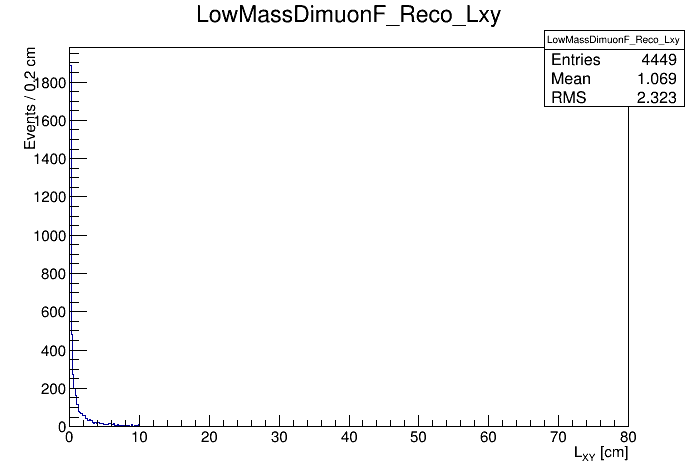 LowMassDimuonF_Reco_Lxy
LowMassDimuonF_Reco_Lxy
Entries 4449
Mean 1.069
RMS 2.323
Events / 0.2 cm
1800
1600
1400
1200
1000
800
600
400
200
0
0 10 20 30 40 50 60 70 80
L_XY [cm]